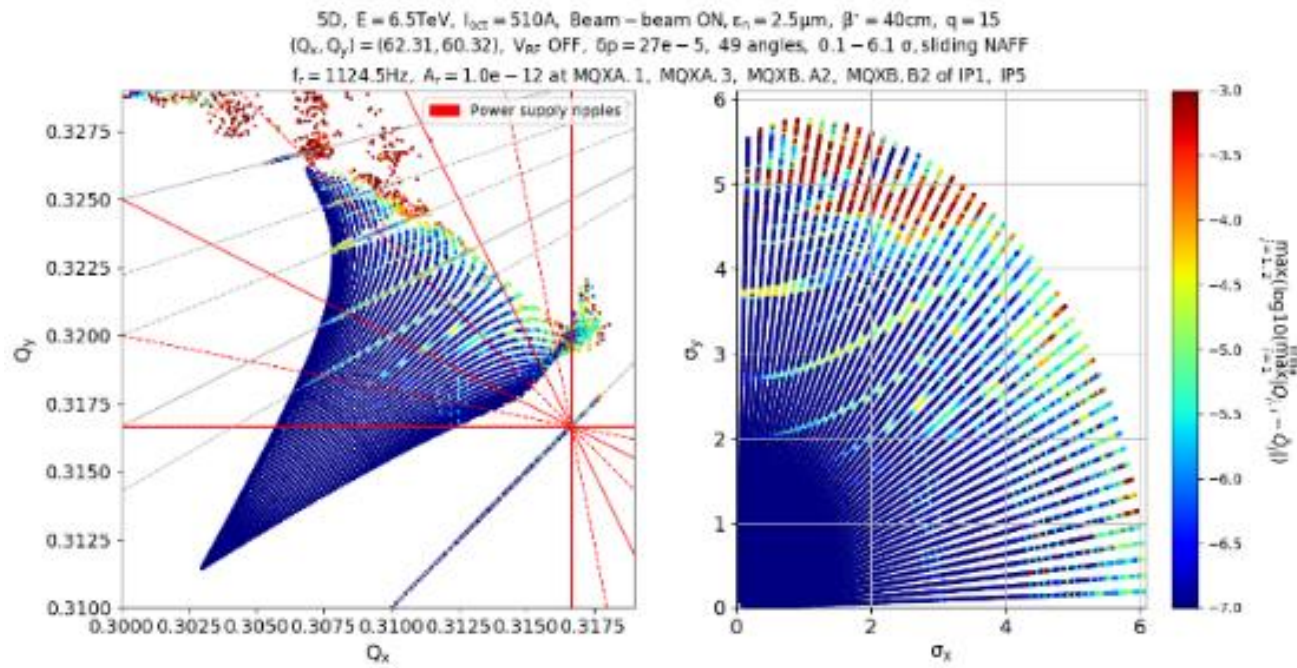 5D, E = 6.5TeV, I_oct = 510A, Beam − beam ON, ε_n = 2.5μm, β* = 40cm, q = 15
(Q_x, Q_y) = (62.31, 60.32), V_RF OFF, δp = 27e − 5, 49 angles, 0.1 − 6.1 σ, sliding NAFF
f_r = 1124.5Hz, A_r = 1.0e − 12 at MQXA.1, MQXA.3, MQXB.A2, MQXB.B2 of IP1, IP5
Power supply ripples
0.3275
0.3250
0.3225
0.3200
0.3175
0.3150
0.3125
0.3100
Q_y
0.3000 0.3025 0.3050 0.3075 0.3100 0.3125 0.3150 0.3175
Q_x
6
5
4
3
2
1
0
σ_y
0 2 4 6
σ_x
−3.0
−3.5
−4.0
−4.5
−5.0
−5.5
−6.0
−6.5
−7.0